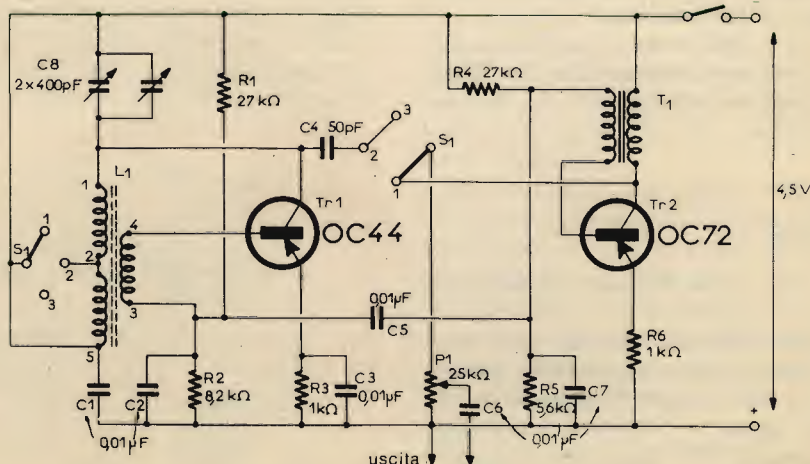 C8
2×400pF
R1
27kΩ
R4 27kΩ
T1
4,5 V
C4 50pF
3
2
S1
1
L1
1
4
2
3
5
S1
1
2
3
Tr1
OC44
Tr2
OC72
0,01µF
C5
R6
1kΩ
P1
25kΩ
C1
C2
0,01µF
R2
8,2kΩ
R3
1kΩ
C3
0,01µF
C6
R5
5,6kΩ
C7
0,01µF
-
+
uscita